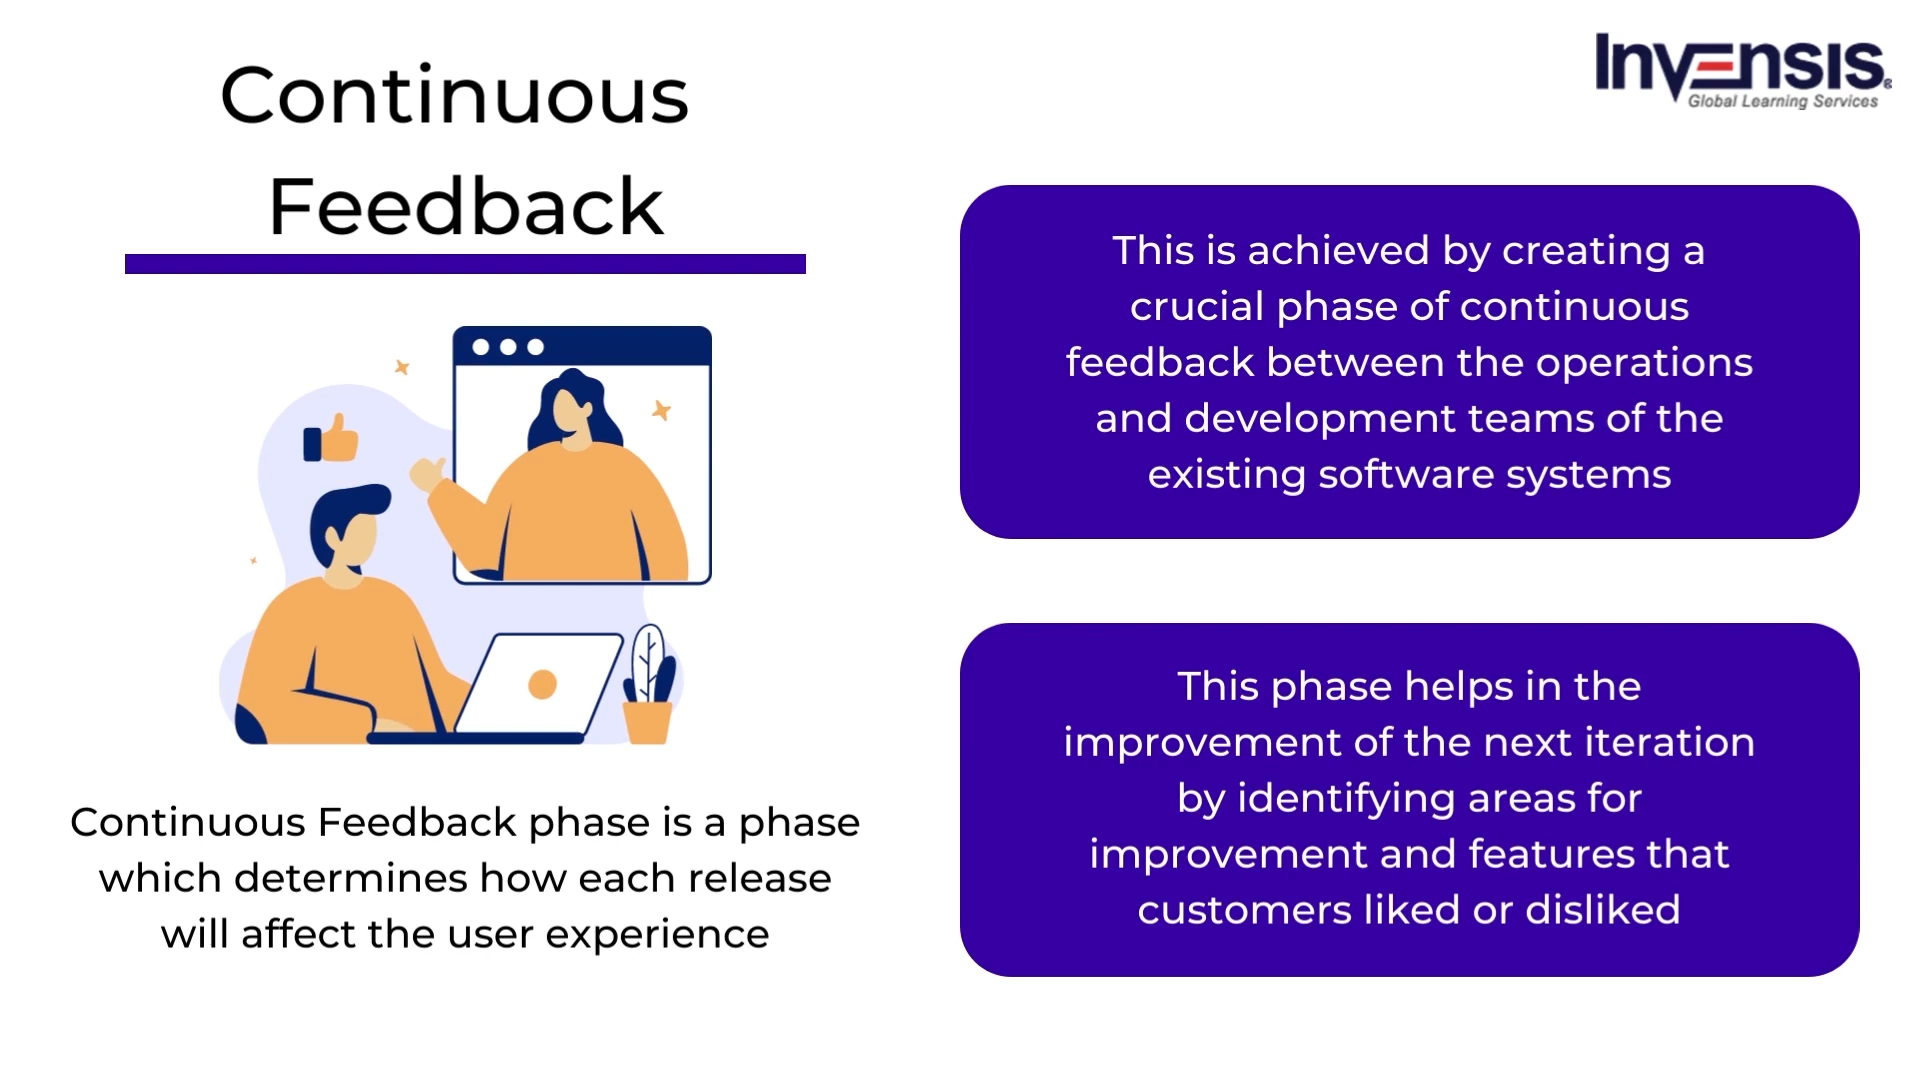 Continuous
Feedback
Invensis®
Global Learning Services
This is achieved by creating a
crucial phase of continuous
feedback between the operations
and development teams of the
existing software systems
This phase helps in the
improvement of the next iteration
by identifying areas for
improvement and features that
customers liked or disliked
Continuous Feedback phase is a phase
which determines how each release
will affect the user experience